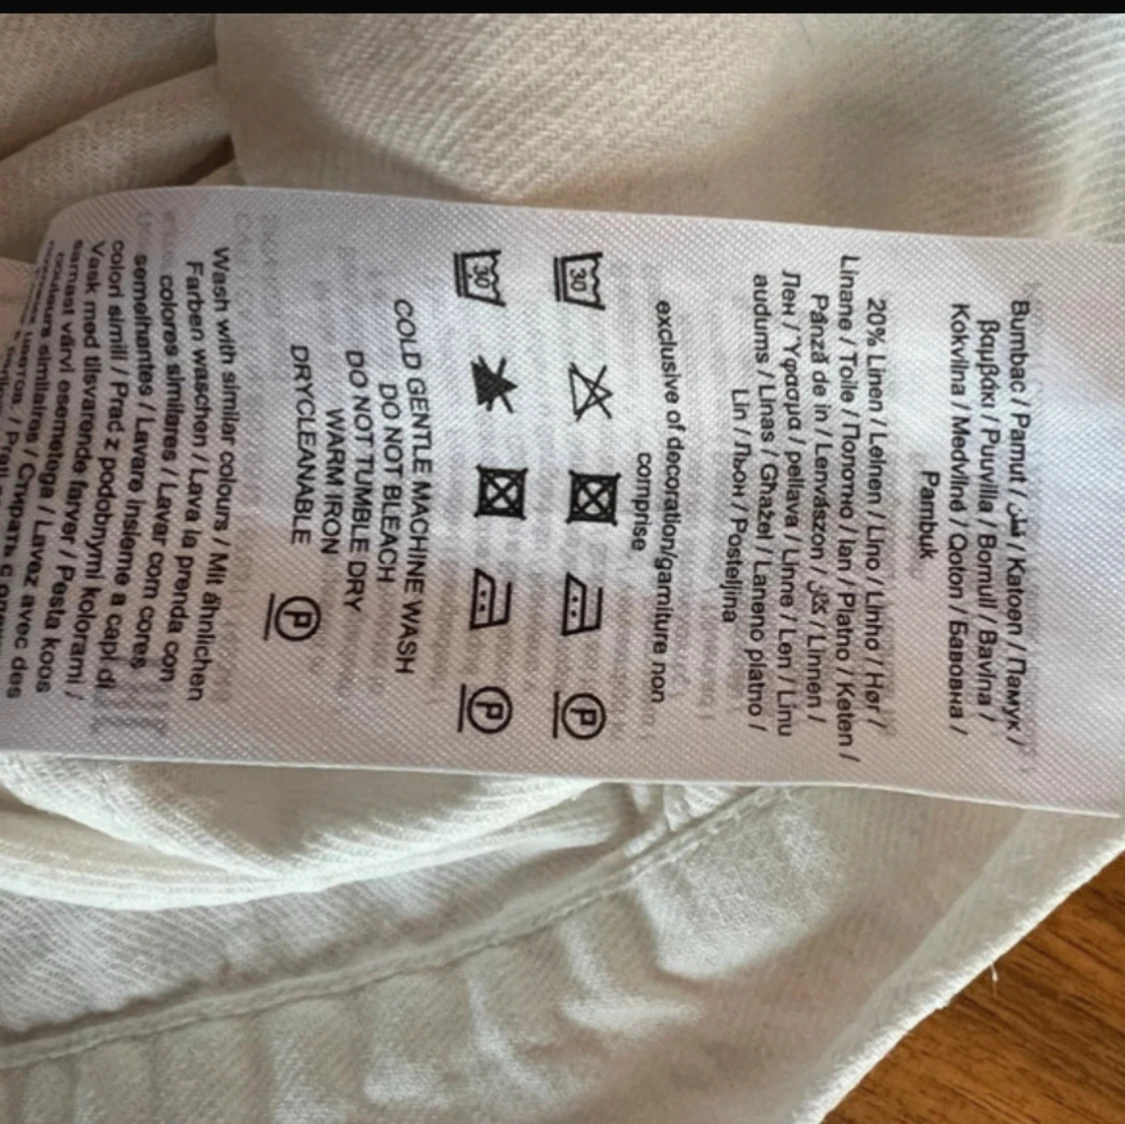 Bumbac / Pamut / قطن / Katoen / Памук /
βαμβάκι / Puuvilla / Bomull / Bavlna /
Kokvilna / Medvilnė / Qoton / Бавовна /
Pambuk
20% Linen / Leinen / Lino / Linho / Hør /
Linane / Toile / Полотно / lan / Platno / Keten /
Pânză de in / Lenvászon / كتان / Linnen /
Лен / Ύφασμα / pellava / Linne / Len / Linu
audums / Linas / Għażel / Laneno platno /
Lin / Льон / Posteljina
exclusive of decoration/garniture non
comprise
30 P
30 P
COLD GENTLE MACHINE WASH
DO NOT BLEACH
DO NOT TUMBLE DRY
WARM IRON
DRYCLEANABLE P
Wash with similar colours / Mit ähnlichen
Farben waschen / Lava la prenda con
colores similares / Lavar com cores
semelhantes / Lavare insieme a capi di
colori simili / Prać z podobnymi kolorami /
Vask med tilsvarende farver / Pesta koos
sarnast värvi esemetega / Lavez avec des
couleurs similaires / Стирать с